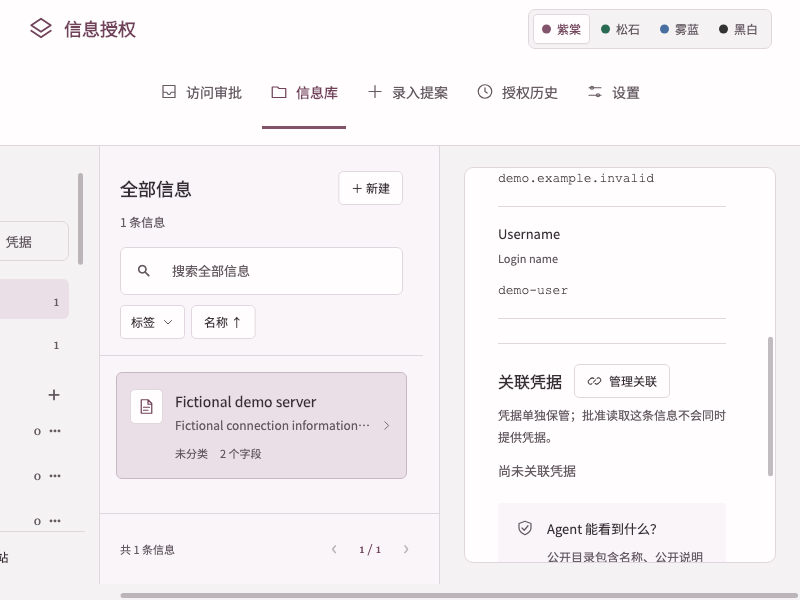 信息授权
紫棠 松石 雾蓝 黑白
访问审批 信息库 录入提案 授权历史 设置
凭据
1
1
0
0
0
站
全部信息
新建
1 条信息
搜索全部信息
标签 名称 ↑
Fictional demo server
Fictional connection information…
未分类 2 个字段
共 1 条信息
1 / 1
demo.example.invalid
Username
Login name
demo-user
关联凭据
管理关联
凭据单独保管；批准读取这条信息不会同时
提供凭据。
尚未关联凭据
Agent 能看到什么？
公开目录包含名称、公开说明